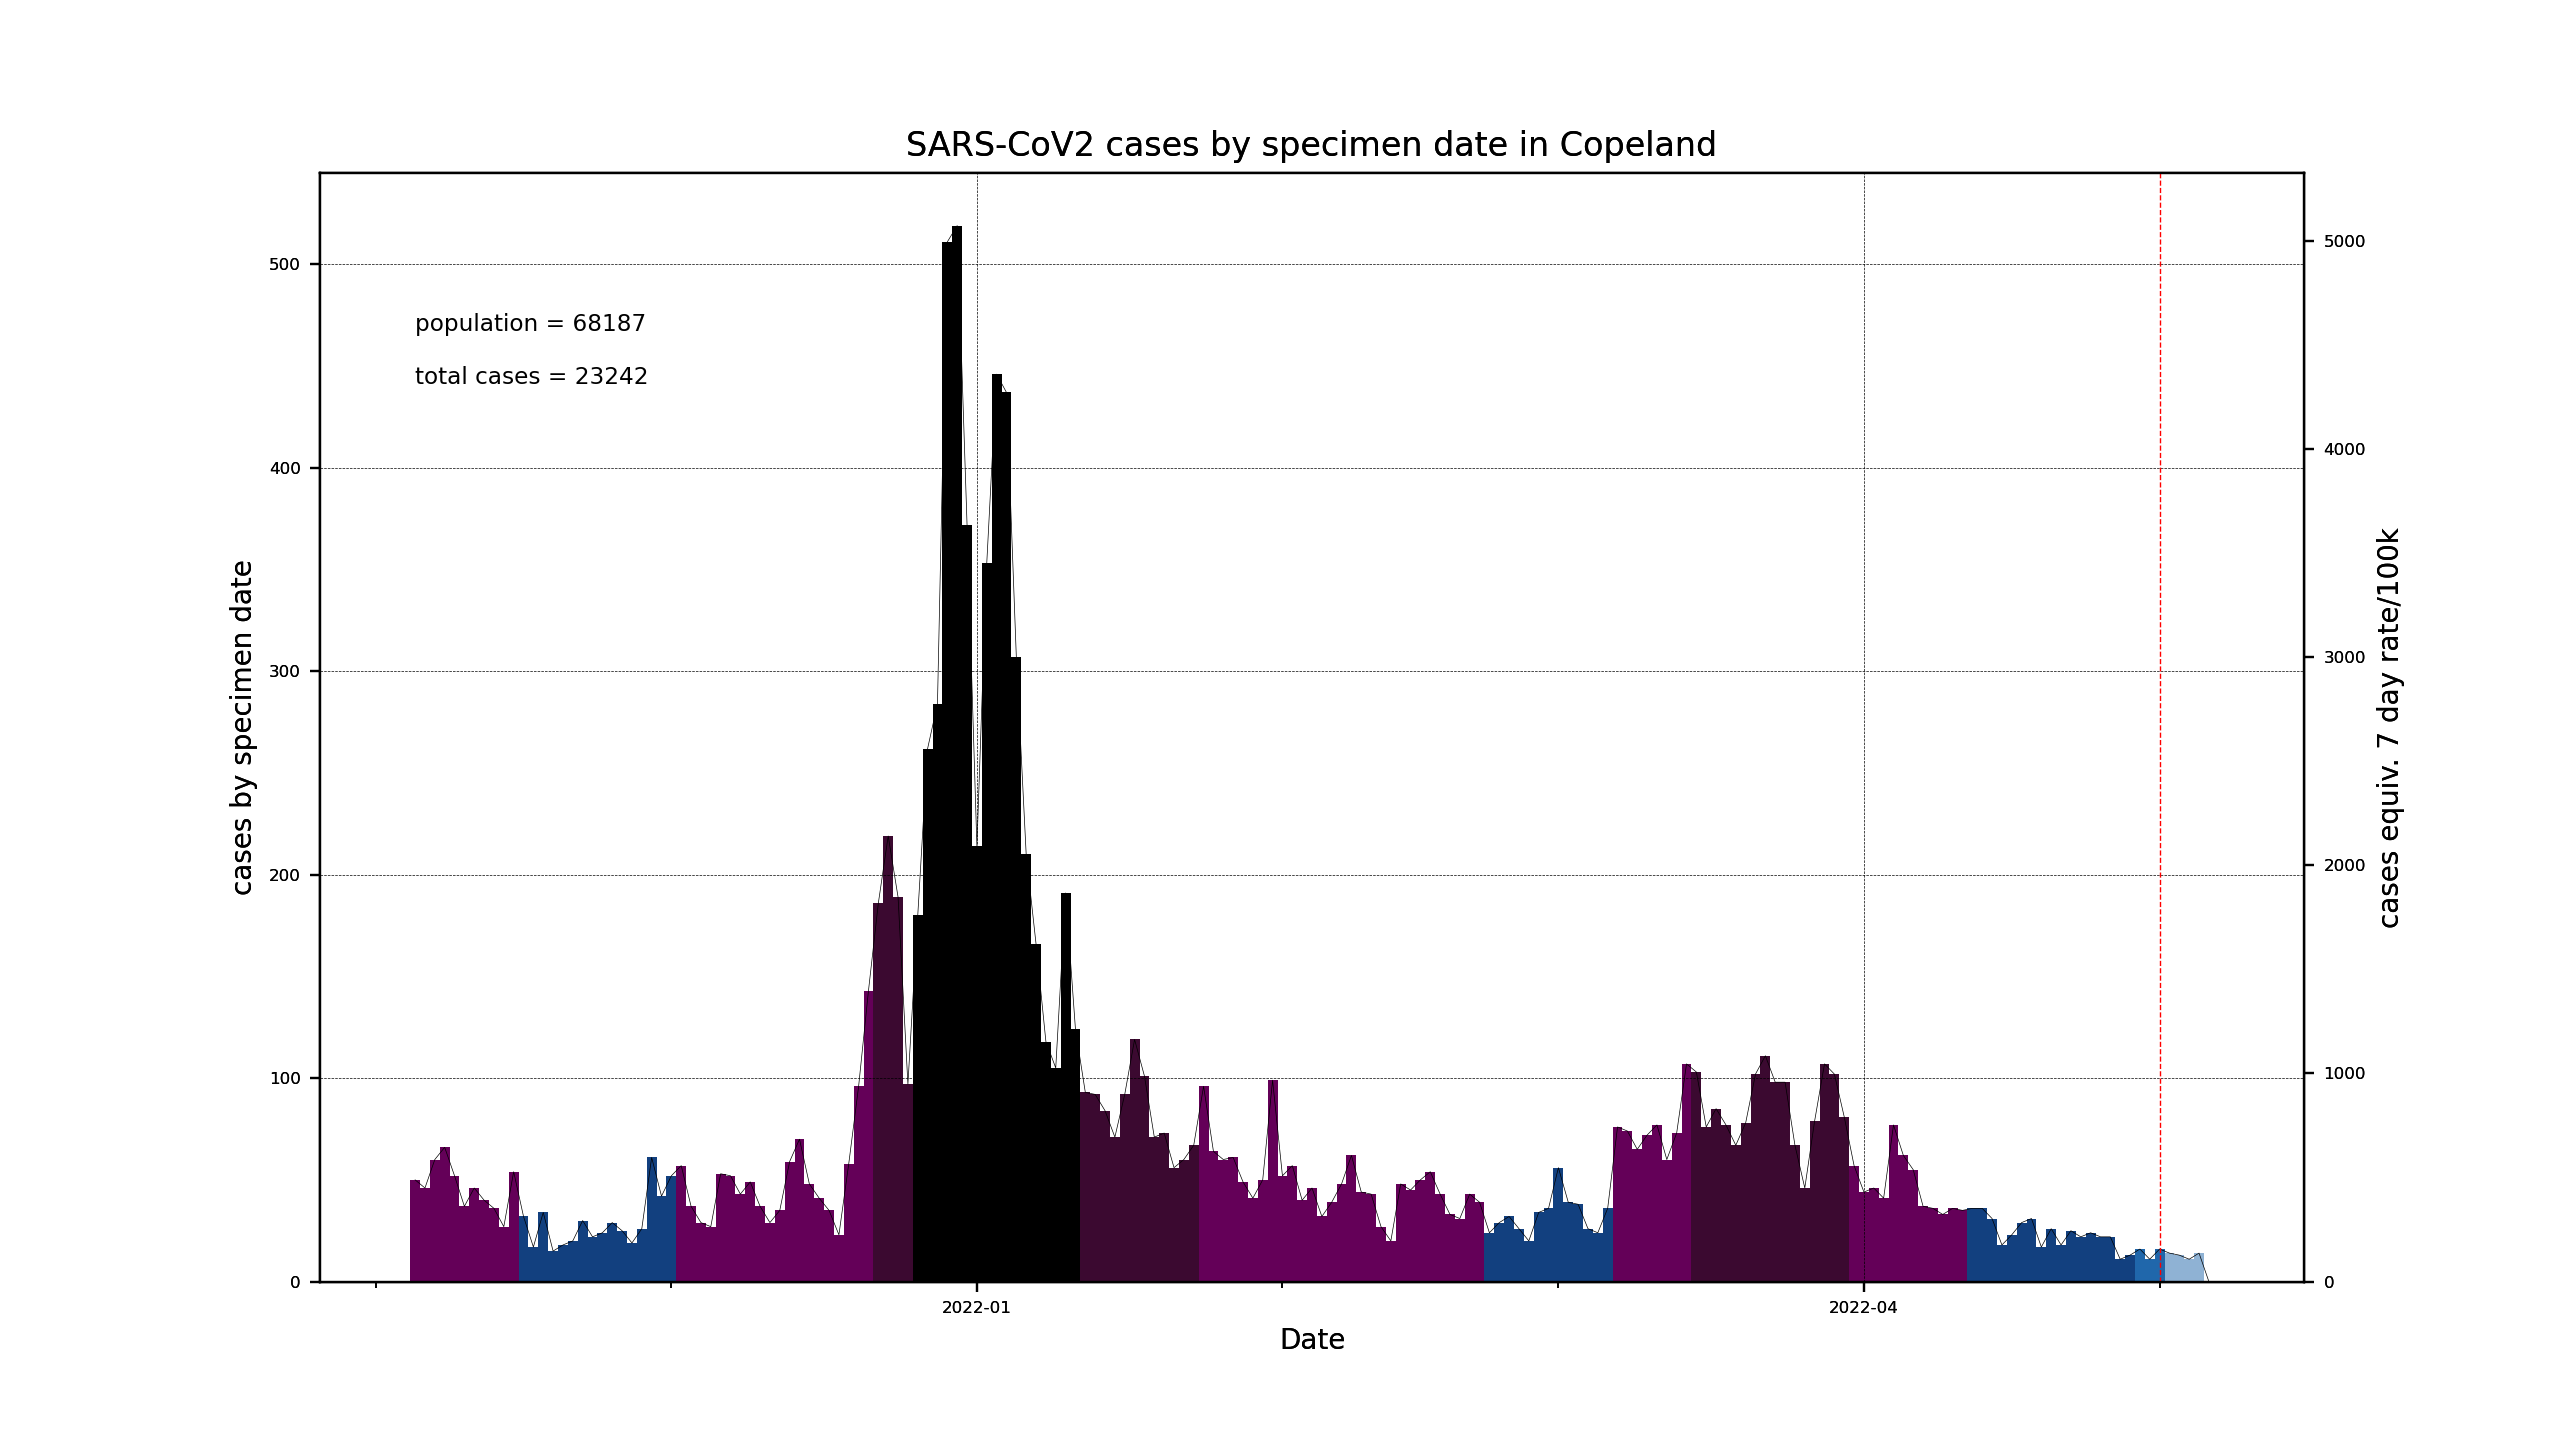 SARS-CoV2 cases by specimen date in Copeland
population = 68187
total cases = 23242
cases by specimen date
500
400
300
200
100
0
5000
4000
3000
2000
1000
0
cases equiv. 7 day rate/100k
2022-01
2022-04
Date